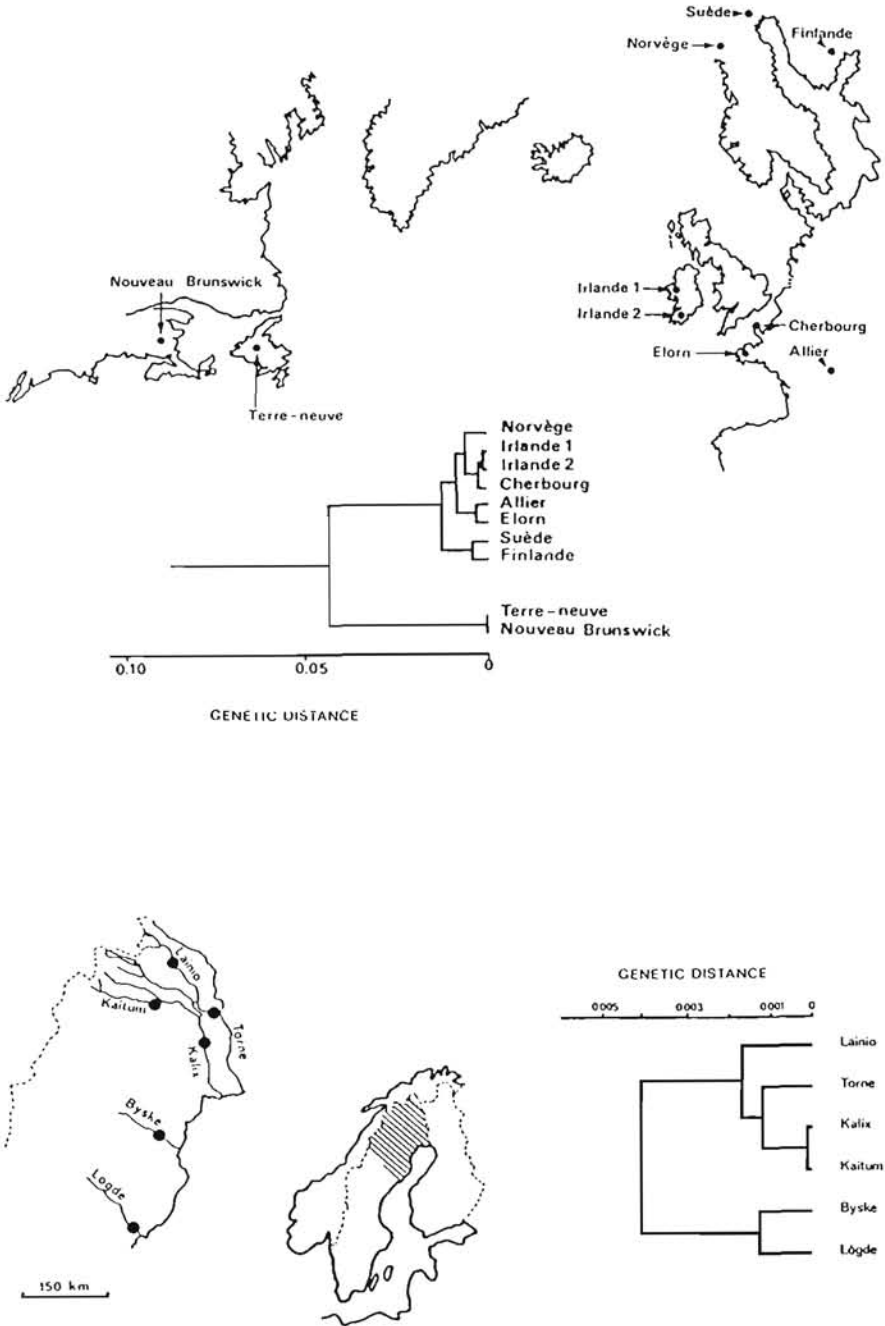 Suède
Finlande
Norvège
Nouveau Brunswick
Irlande 1
Irlande 2
Cherbourg
Elorn
Allier
Terre-neuve
Norvège
Irlande 1
Irlande 2
Cherbourg
Allier
Elorn
Suède
Finlande
Terre-neuve
Nouveau Brunswick
0.10 0.05 0
GENETIC DISTANCE
Lainio
Kaitum
Torne
Kalix
Byske
Lögde
150 km
GENETIC DISTANCE
0.005 0.003 0.001 0
Lainio
Torne
Kalix
Kaitum
Byske
Lögde